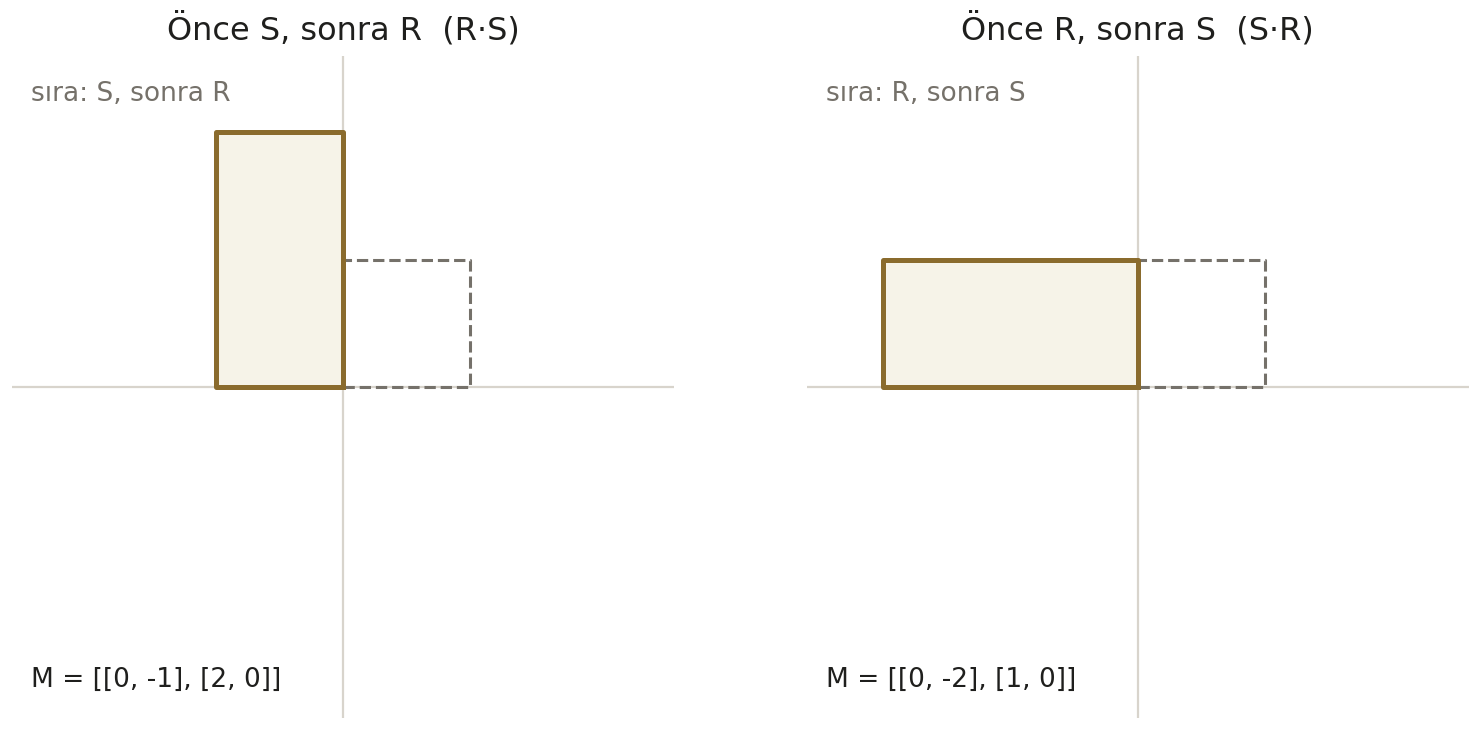 Önce S, sonra R  (R·S)
sıra: S, sonra R
M = [[0, -1], [2, 0]]
Önce R, sonra S  (S·R)
sıra: R, sonra S
M = [[0, -2], [1, 0]]